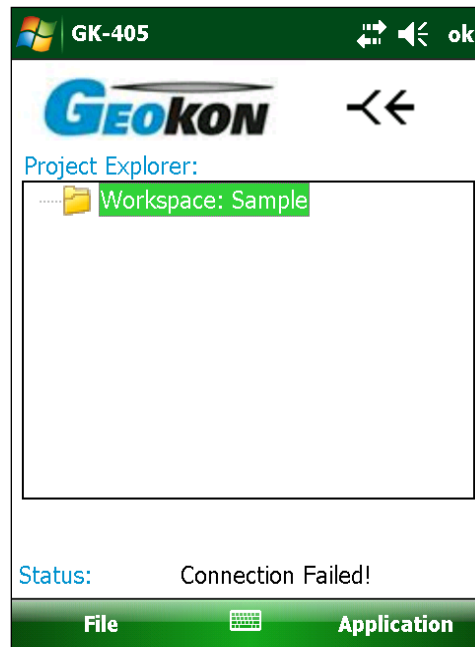 GK-405
ok
GEOKON
Project Explorer:
Workspace: Sample
Status: Connection Failed!
File Application